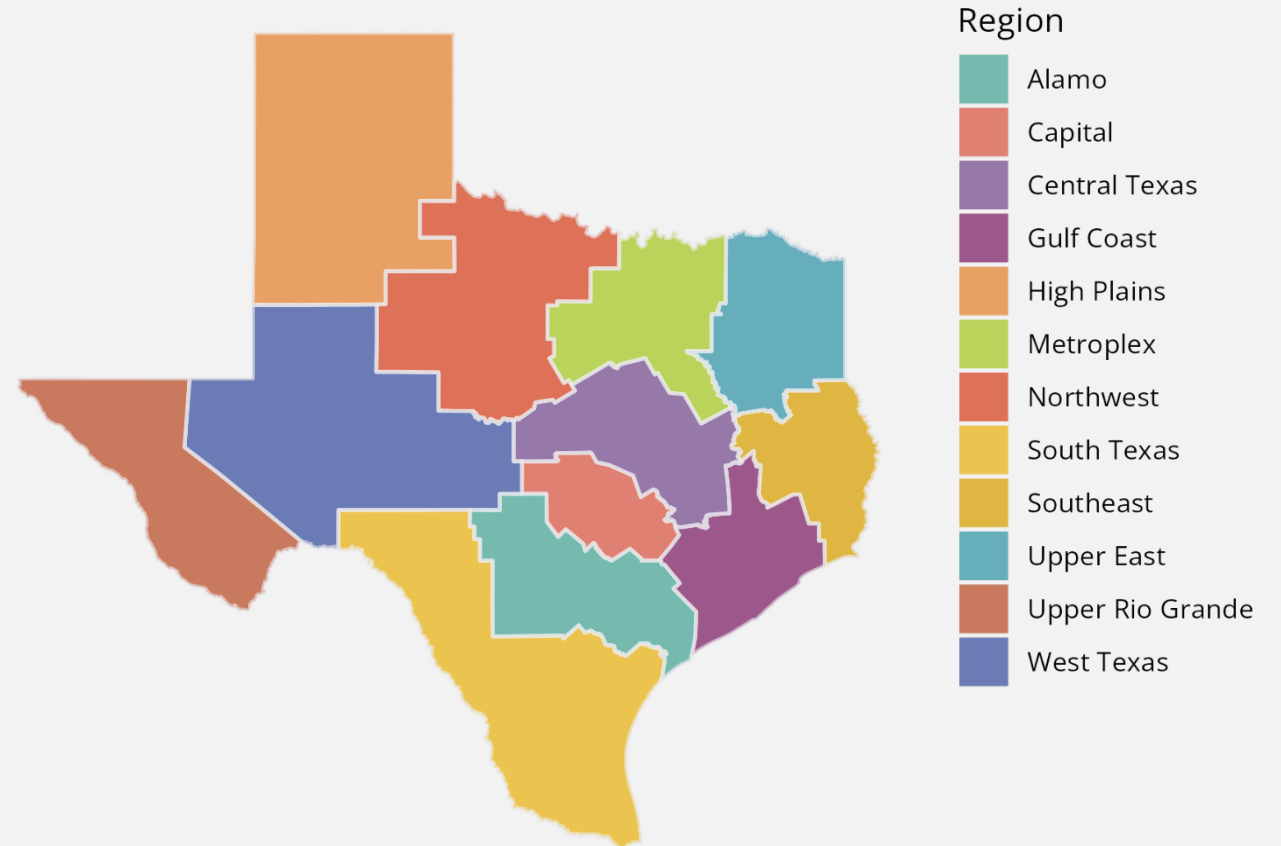 Region
Alamo
Capital
Central Texas
Gulf Coast
High Plains
Metroplex
Northwest
South Texas
Southeast
Upper East
Upper Rio Grande
West Texas